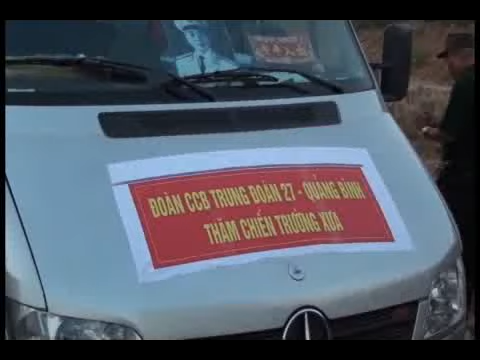 ĐOÀN CCB TRUNG ĐOÀN 27 - QUẢNG BÌNH
THĂM CHIẾN TRƯỜNG XƯA